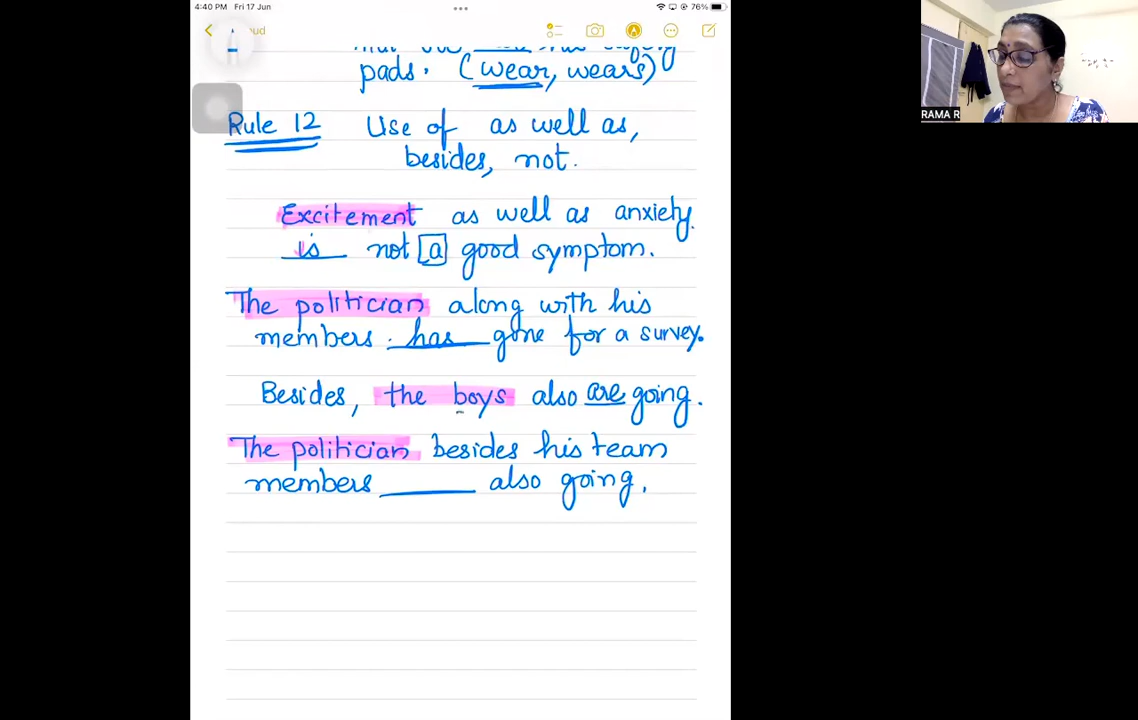 4:40 PM Fri 17 Jun
76%
pads. (wear, wears)
Rule 12 Use of as well as,
besides, not.
Excitement as well as anxiety.
is not a good symptom.
The politician along with his
members . has gone for a survey.
Besides, the boys also are going.
The politician besides his team
members ______ also going.
RAMA R